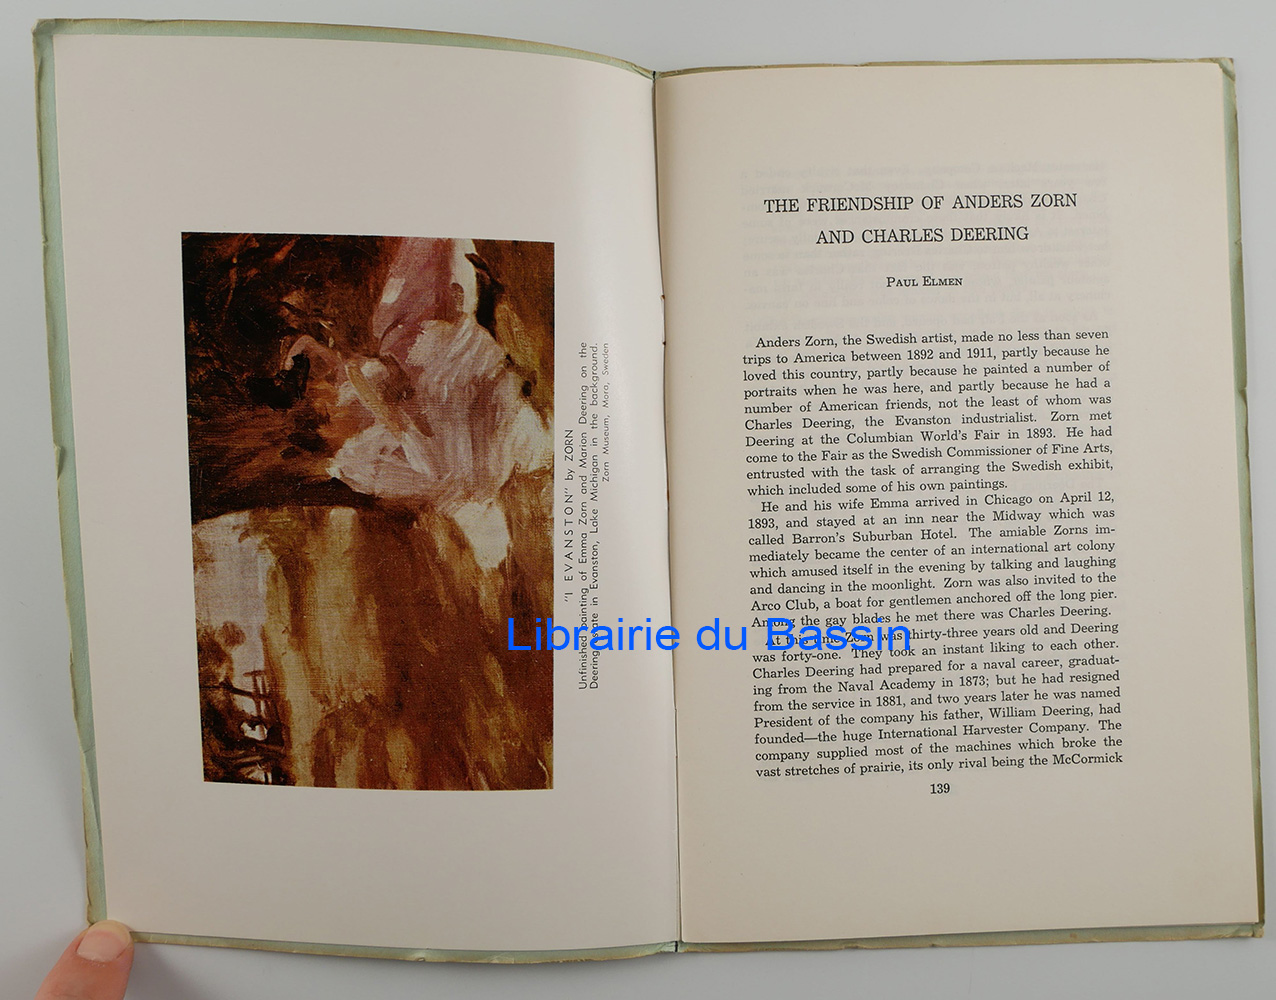 "I EVANSTON" by ZORN
Unfinished painting of Emma Zorn and Marion Deering on the
Deering estate in Evanston, Lake Michigan in the background.
Zorn Museum, Mora, Sweden
THE FRIENDSHIP OF ANDERS ZORN
AND CHARLES DEERING
PAUL ELMEN
Anders Zorn, the Swedish artist, made no less than seven
trips to America between 1892 and 1911, partly because he
loved this country, partly because he painted a number of
portraits when he was here, and partly because he had a
number of American friends, not the least of whom was
Charles Deering, the Evanston industrialist. Zorn met
Deering at the Columbian World's Fair in 1893. He had
come to the Fair as the Swedish Commissioner of Fine Arts,
entrusted with the task of arranging the Swedish exhibit,
which included some of his own paintings.
He and his wife Emma arrived in Chicago on April 12,
1893, and stayed at an inn near the Midway which was
called Barron's Suburban Hotel. The amiable Zorns im-
mediately became the center of an international art colony
which amused itself in the evening by talking and laughing
and dancing in the moonlight. Zorn was also invited to the
Arco Club, a boat for gentlemen anchored off the long pier.
Among the gay blades he met there was Charles Deering.
At this time Zorn was thirty-three years old and Deering
was forty-one. They took an instant liking to each other.
Charles Deering had prepared for a naval career, graduat-
ing from the Naval Academy in 1873; but he had resigned
from the service in 1881, and two years later he was named
President of the company his father, William Deering, had
founded—the huge International Harvester Company. The
company supplied most of the machines which broke the
vast stretches of prairie, its only rival being the McCormick
139
Librairie du Bassin